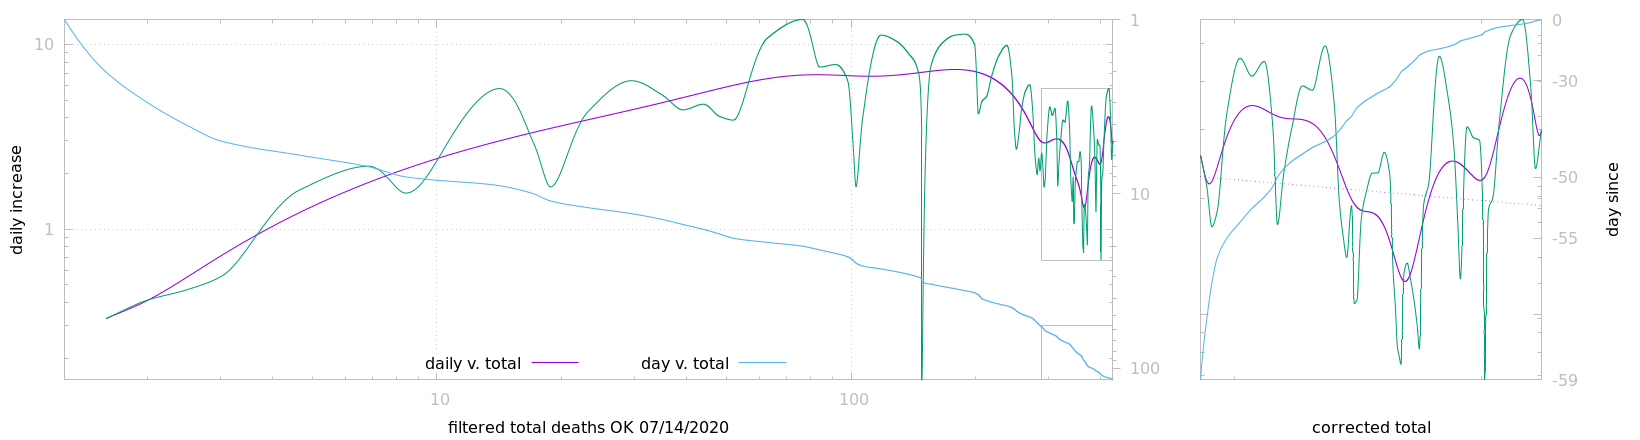 10
1
daily increase
1
10
100
daily v. total
day v. total
10
100
filtered total deaths OK 07/14/2020
0
-30
-50
-55
-59
day since
corrected total